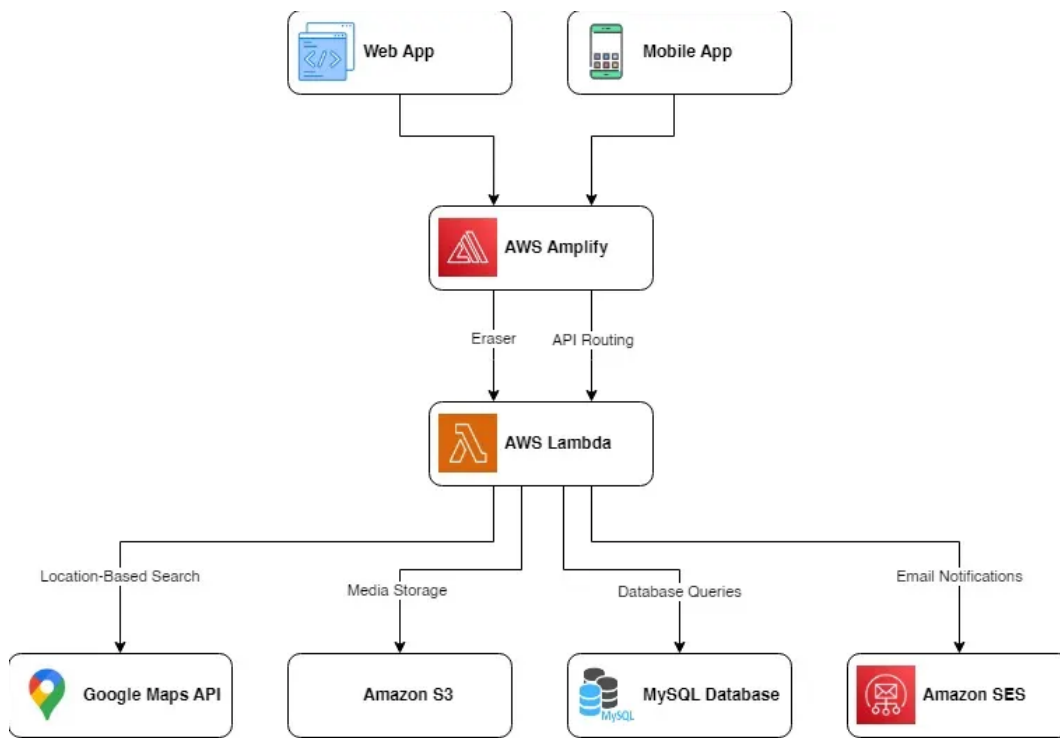 Web App
Mobile App
AWS Amplify
Eraser
API Routing
AWS Lambda
Location-Based Search
Media Storage
Database Queries
Email Notifications
Google Maps API
Amazon S3
MySQL
MySQL Database
Amazon SES